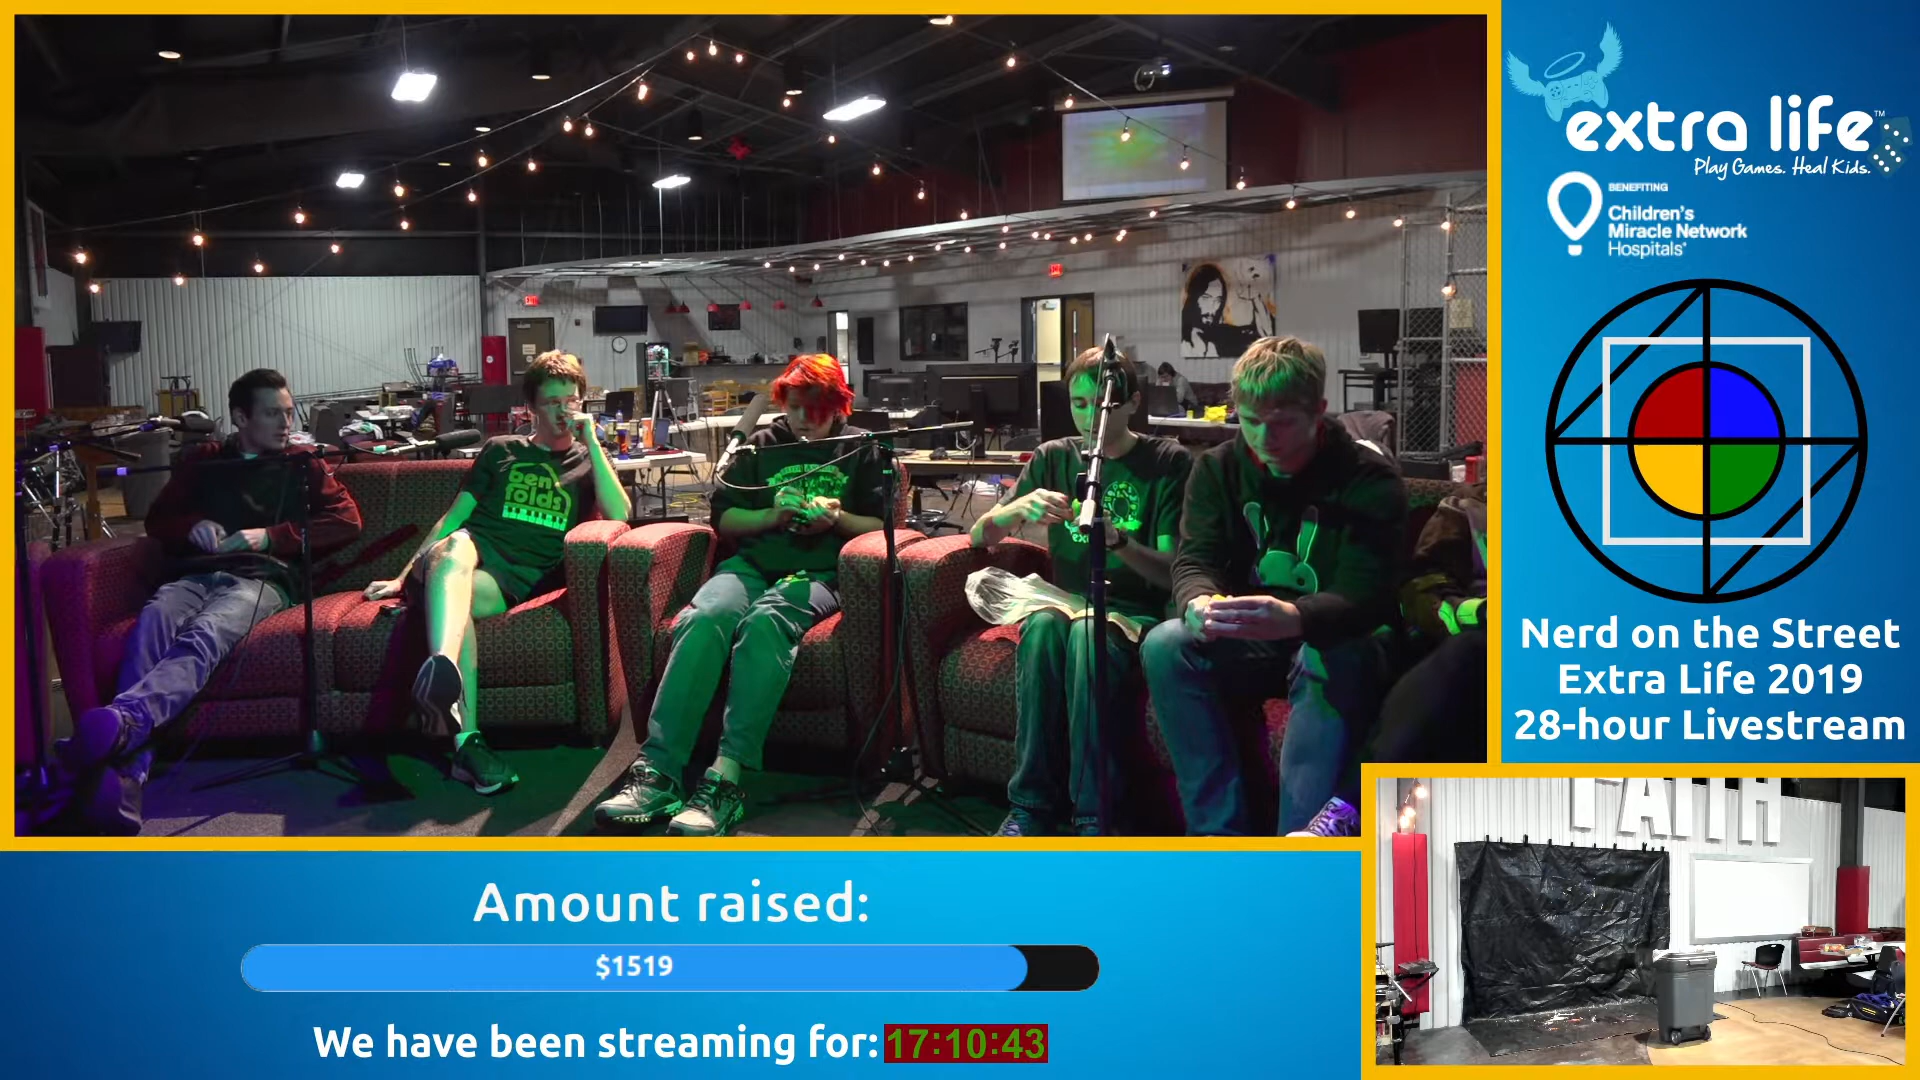 extra life™
Play Games. Heal Kids.
BENEFITING
Children's
Miracle Network
Hospitals®
Nerd on the Street
Extra Life 2019
28-hour Livestream
ben
folds
FAITH
Amount raised:
$1519
We have been streaming for: 17:10:43